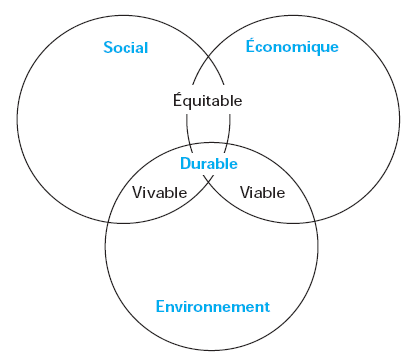 Social
Économique
Équitable
Durable
Vivable
Viable
Environnement